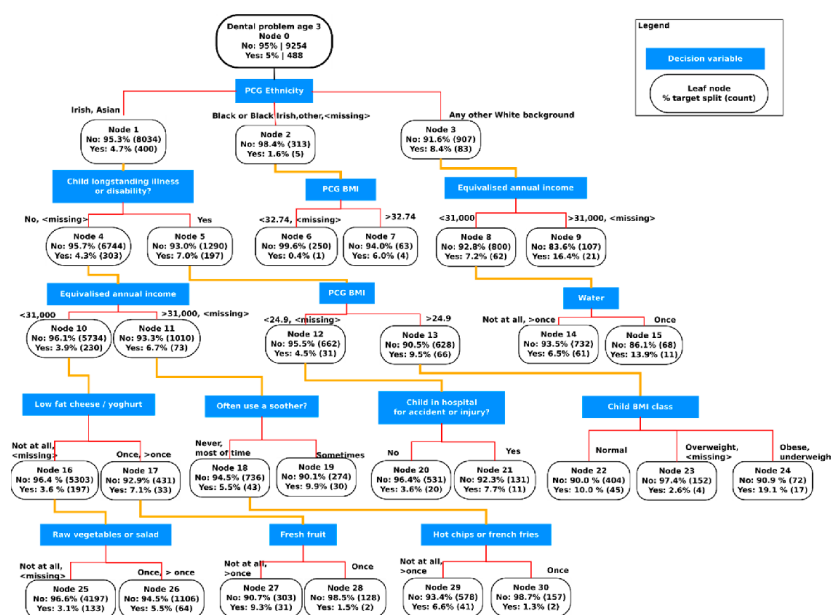 Dental problem age 3
Node 0
No: 95% | 9254
Yes: 5% | 488
Legend
Decision variable
Leaf node
% target split (count)
PCG Ethnicity
Irish, Asian
Black or Black Irish,other,<missing>
Any other White background
Node 1
No: 95.3% (8034)
Yes: 4.7% (400)
Node 2
No: 98.4% (313)
Yes: 1.6% (5)
Node 3
No: 91.6% (907)
Yes: 8.4% (83)
Child longstanding illness
or disability?
PCG BMI
Equivalised annual income
No, <missing>
Yes
<32.74, <missing>
>32.74
<31,000
>31,000, <missing>
Node 4
No: 95.7% (6744)
Yes: 4.3% (303)
Node 5
No: 93.0% (1290)
Yes: 7.0% (197)
Node 6
No: 99.6% (250)
Yes: 0.4% (1)
Node 7
No: 94.0% (63)
Yes: 6.0% (4)
Node 8
No: 92.8% (800)
Yes: 7.2% (62)
Node 9
No: 83.6% (107)
Yes: 16.4% (21)
Equivalised annual income
PCG BMI
Water
<31,000
>31,000, <missing>
<24.9, <missing>
>24.9
Not at all, >once
Once
Node 10
No: 96.1% (5734)
Yes: 3.9% (230)
Node 11
No: 93.3% (1010)
Yes: 6.7% (73)
Node 12
No: 95.5% (662)
Yes: 4.5% (31)
Node 13
No: 90.5% (628)
Yes: 9.5% (66)
Node 14
No: 93.5% (732)
Yes: 6.5% (61)
Node 15
No: 86.1% (68)
Yes: 13.9% (11)
Low fat cheese / yoghurt
Often use a soother?
Child in hospital
for accident or injury?
Child BMI class
Not at all,
<missing>
Once, >once
Never,
most of time
Sometimes
No
Yes
Normal
Overweight,
<missing>
Obese,
underweigh
Node 16
No: 96.4 % (5303)
Yes: 3.6 % (197)
Node 17
No: 92.9% (431)
Yes: 7.1% (33)
Node 18
No: 94.5% (736)
Yes: 5.5% (43)
Node 19
No: 90.1% (274)
Yes: 9.9% (30)
Node 20
No: 96.4% (531)
Yes: 3.6% (20)
Node 21
No: 92.3% (131)
Yes: 7.7% (11)
Node 22
No: 90.0 % (404)
Yes: 10.0 % (45)
Node 23
No: 97.4% (152)
Yes: 2.6% (4)
Node 24
No: 90.9 % (72)
Yes: 19.1 % (17)
Raw vegetables or salad
Fresh fruit
Hot chips or french fries
Not at all,
<missing>
Once, > once
Not at all,
>once
Once
Not at all,
>once
Once
Node 25
No: 96.6% (4197)
Yes: 3.1% (133)
Node 26
No: 94.5% (1106)
Yes: 5.5% (64)
Node 27
No: 90.7% (303)
Yes: 9.3% (31)
Node 28
No: 98.5% (128)
Yes: 1.5% (2)
Node 29
No: 93.4% (578)
Yes: 6.6% (41)
Node 30
No: 98.7% (157)
Yes: 1.3% (2)